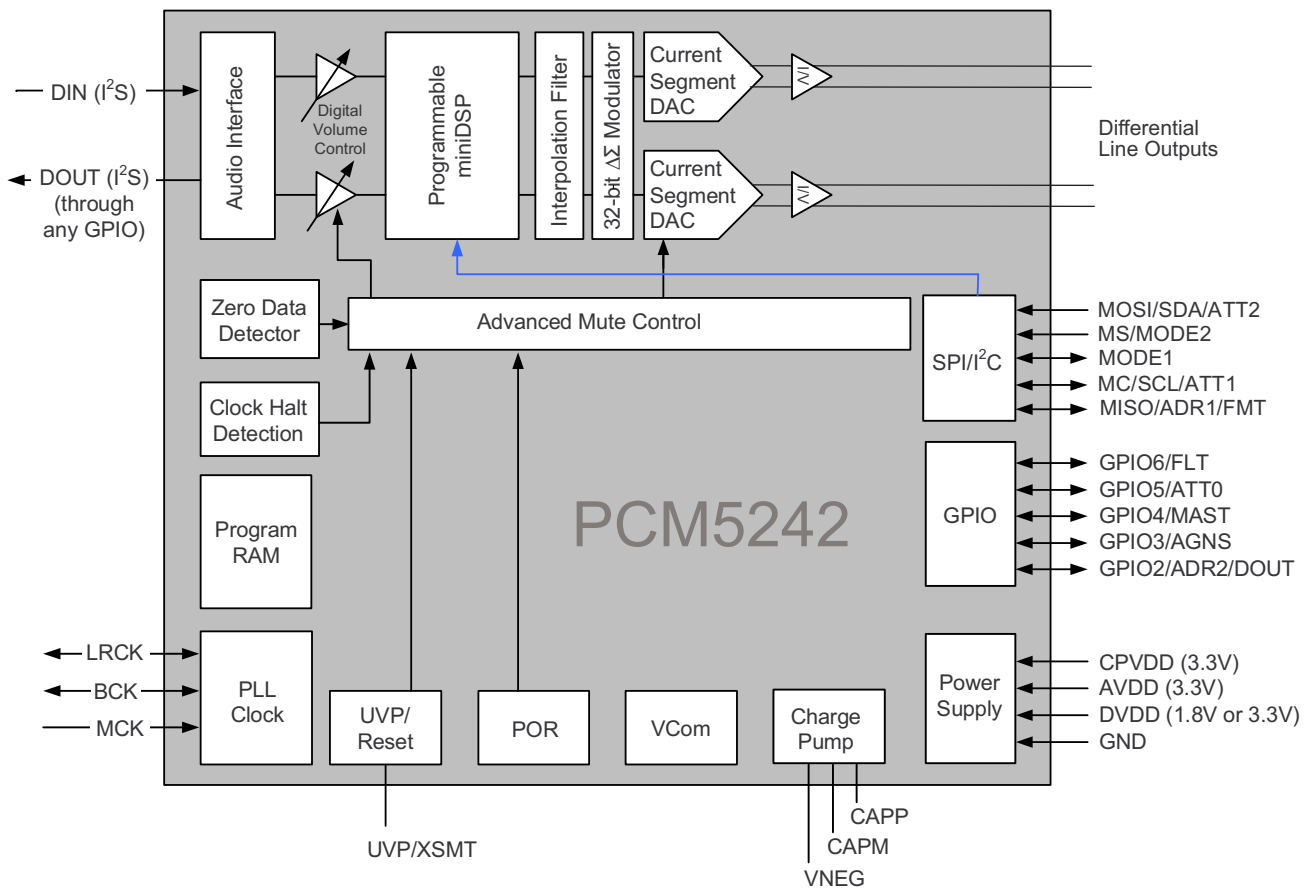 DIN (I²S)
DOUT (I²S)
(through
any GPIO)
Audio Interface
Digital
Volume
Control
Programmable
miniDSP
Interpolation Filter
32-bit ΔΣ Modulator
Current
Segment
DAC
I/V
Current
Segment
DAC
I/V
Differential
Line Outputs
Zero Data
Detector
Advanced Mute Control
Clock Halt
Detection
SPI/I²C
MOSI/SDA/ATT2
MS/MODE2
MODE1
MC/SCL/ATT1
MISO/ADR1/FMT
Program
RAM
PCM5242
GPIO
GPIO6/FLT
GPIO5/ATT0
GPIO4/MAST
GPIO3/AGNS
GPIO2/ADR2/DOUT
LRCK
BCK
MCK
PLL
Clock
UVP/
Reset
POR
VCom
Charge
Pump
Power
Supply
CPVDD (3.3V)
AVDD (3.3V)
DVDD (1.8V or 3.3V)
GND
UVP/XSMT
CAPP
CAPM
VNEG